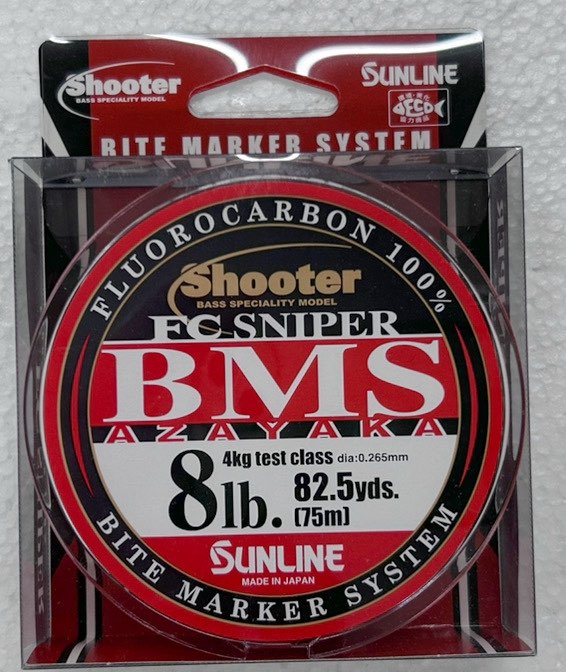 Shooter
BASS SPECIALITY MODEL
SUNLINE
DECO
BITE MARKER SYSTEM
FLUOROCARBON 100%
Shooter
BASS SPECIALITY MODEL
FC SNIPER
BMS
AZAYAKA
4kg test class dia:0.265mm
8lb.
82.5yds.
(75m)
SUNLINE
MADE IN JAPAN
BITE MARKER SYSTEM